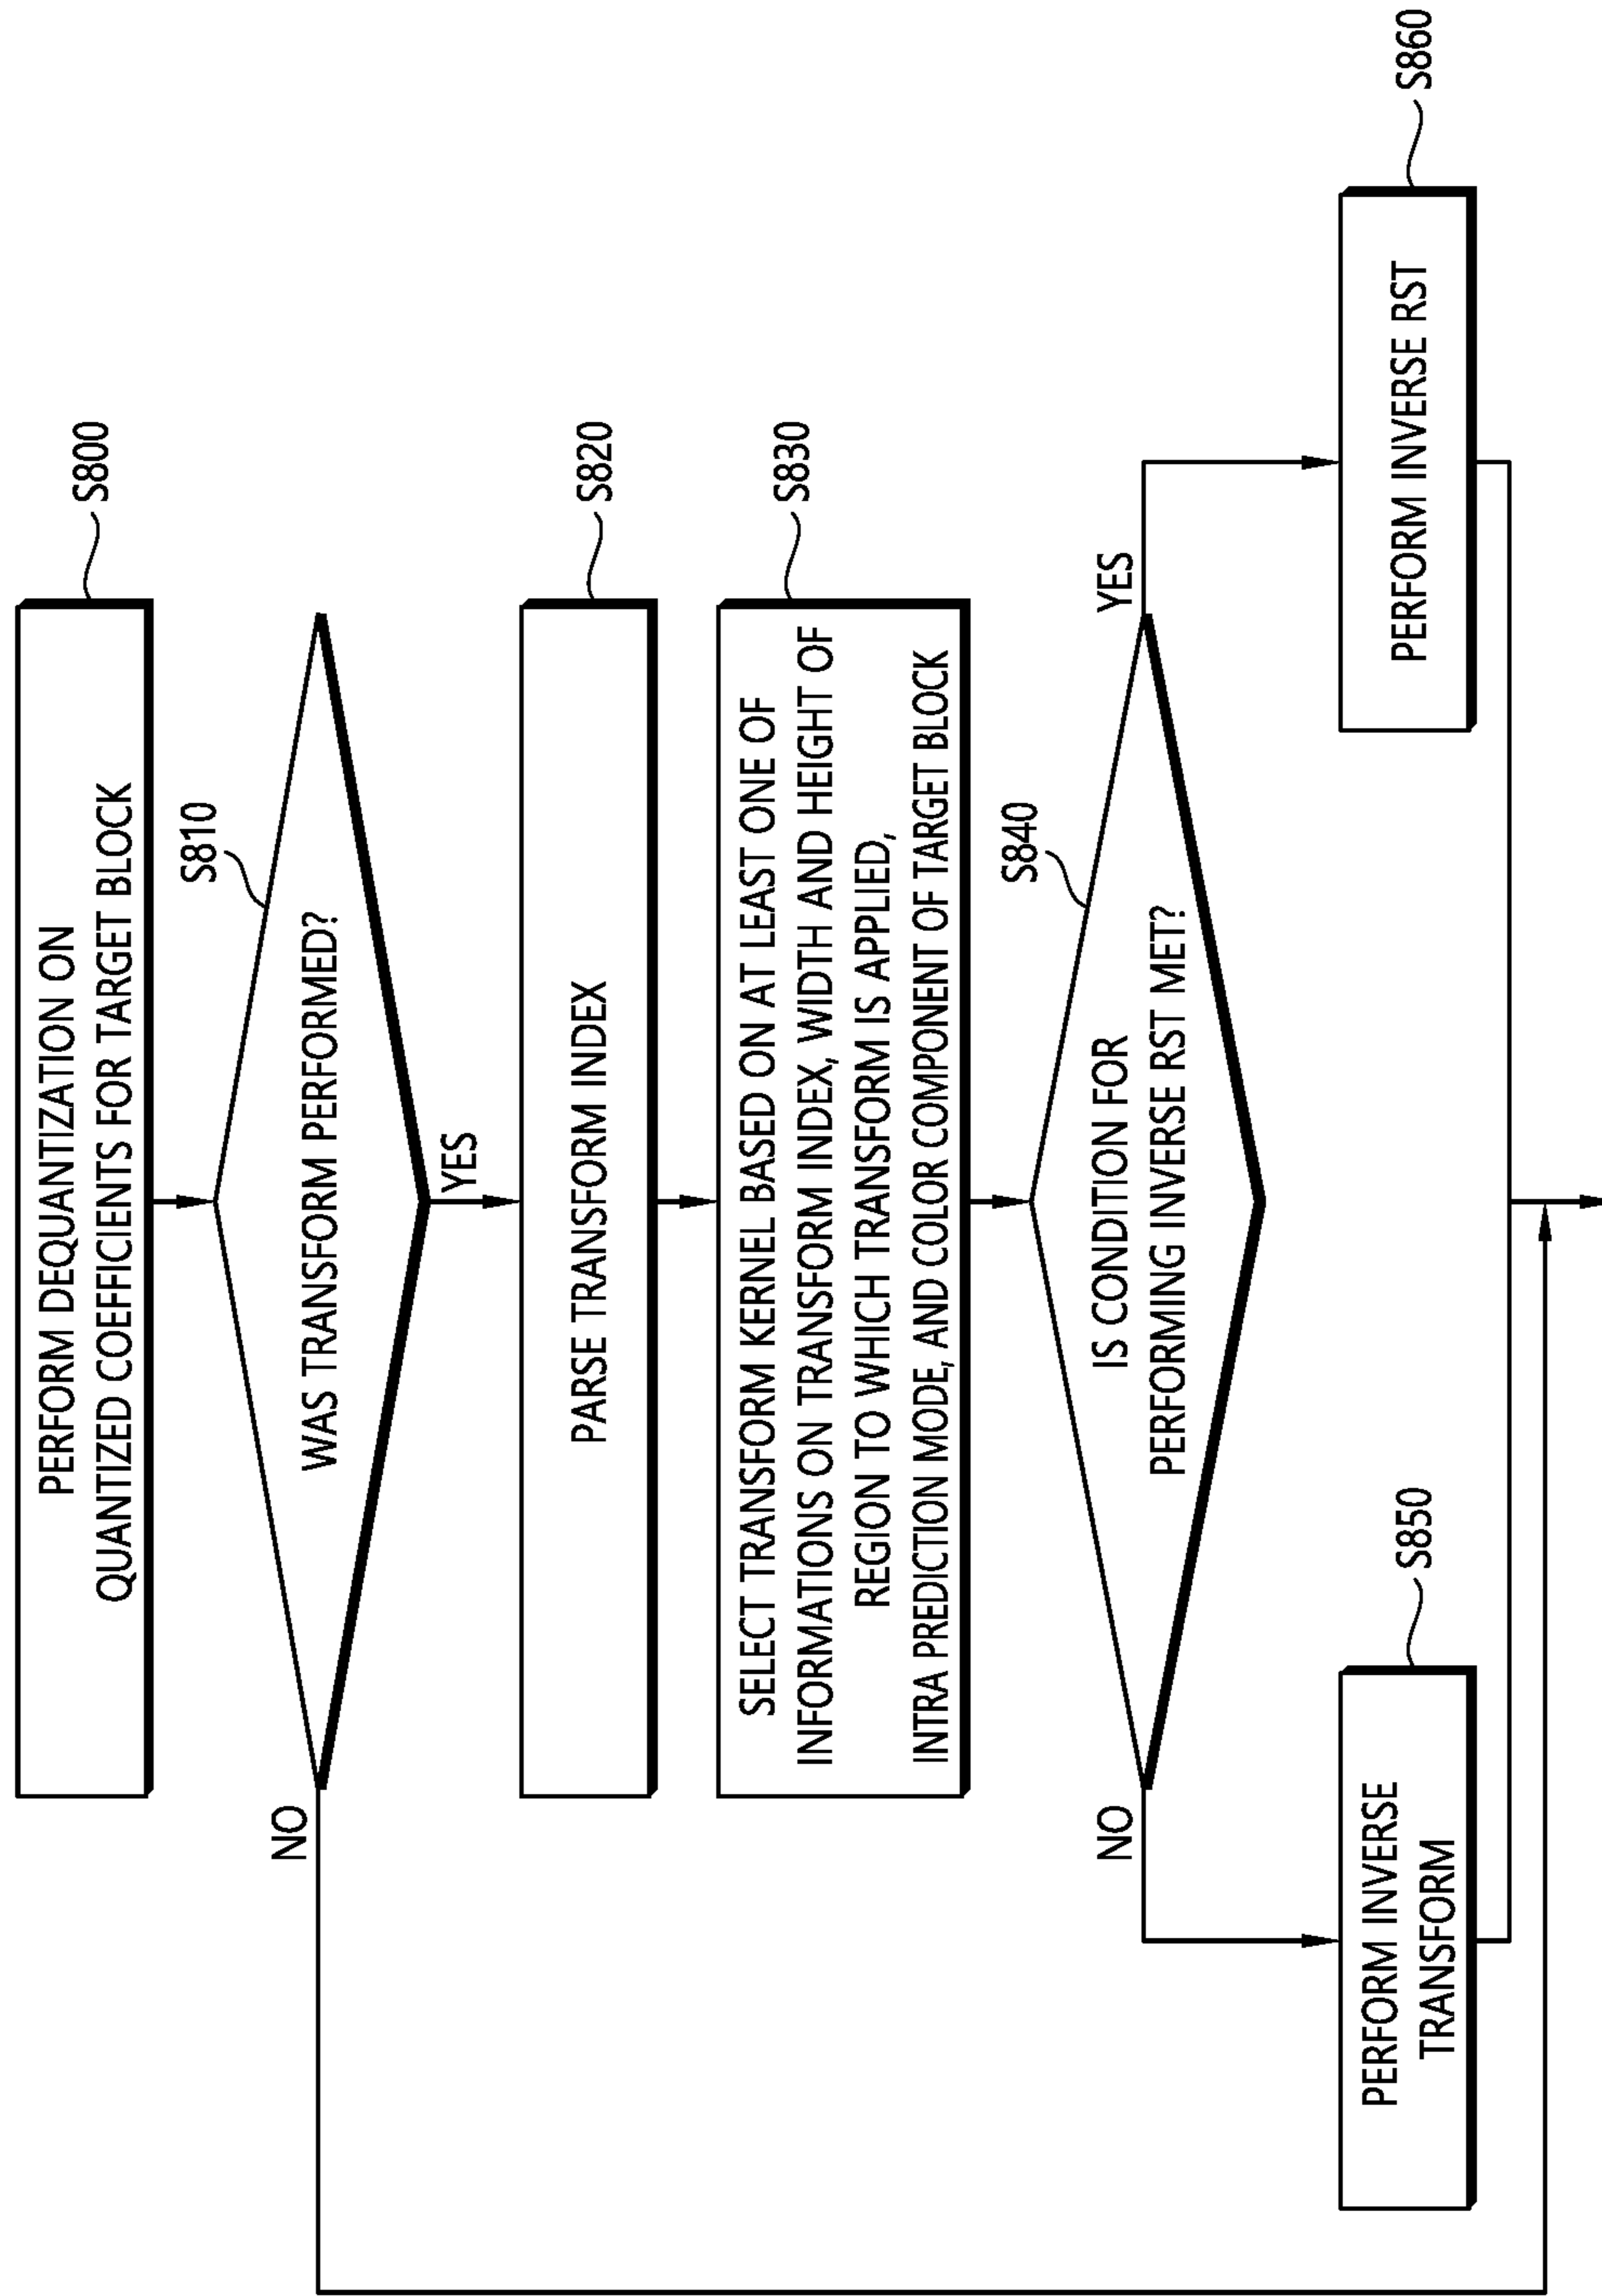 PERFORM DEQUANTIZATION ON
QUANTIZED COEFFICIENTS FOR TARGET BLOCK
S800
S810
WAS TRANSFORM PERFORMED?
NO
YES
PARSE TRANSFORM INDEX
S820
SELECT TRANSFORM KERNEL BASED ON AT LEAST ONE OF
INFORMATIONS ON TRANSFORM INDEX, WIDTH AND HEIGHT OF
REGION TO WHICH TRANSFORM IS APPLIED,
INTRA PREDICTION MODE, AND COLOR COMPONENT OF TARGET BLOCK
S830
S840
IS CONDITION FOR
PERFORMING INVERSE RST MET?
NO
YES
PERFORM INVERSE
TRANSFORM
S850
PERFORM INVERSE RST
S860